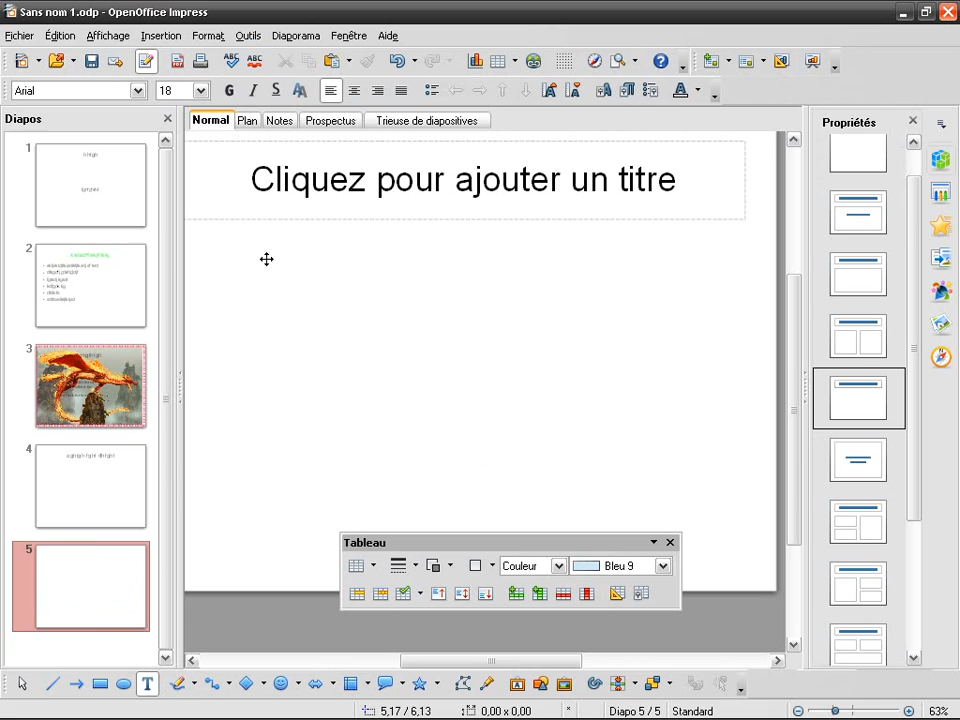 Sans nom 1.odp - OpenOffice Impress
Fichier Édition Affichage Insertion Format Outils Diaporama Fenêtre Aide
Arial 18 G I S A
Diapos
Normal Plan Notes Prospectus Trieuse de diapositives
Propriétés
1
2
3
4
5
Cliquez pour ajouter un titre
Tableau
Couleur Bleu 9
5,17 / 6,13 0,00 x 0,00 * Diapo 5 / 5 Standard 63%